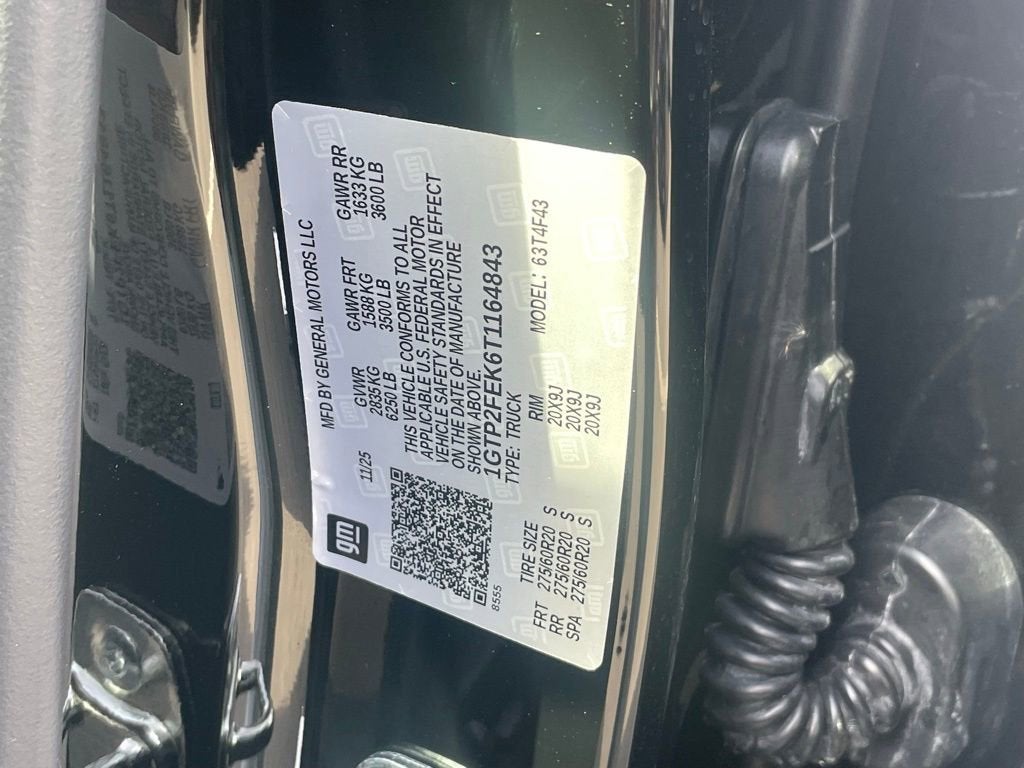 MFD BY GENERAL MOTORS LLC
11/25
GVWR GAWR FRT GAWR RR
2835KG 1588KG 1633 KG
6250 LB 3500 LB 3600 LB
THIS VEHICLE CONFORMS TO ALL
APPLICABLE U.S. FEDERAL MOTOR
VEHICLE SAFETY STANDARDS IN EFFECT
ON THE DATE OF MANUFACTURE
SHOWN ABOVE.
1GTP2FEK6T1164843
TYPE: TRUCK MODEL: 63T4F43
gm
8555
TIRE SIZE RIM
FRT 275/60R20 S 20X9J
RR 275/60R20 S 20X9J
SPA 275/60R20 S 20X9J